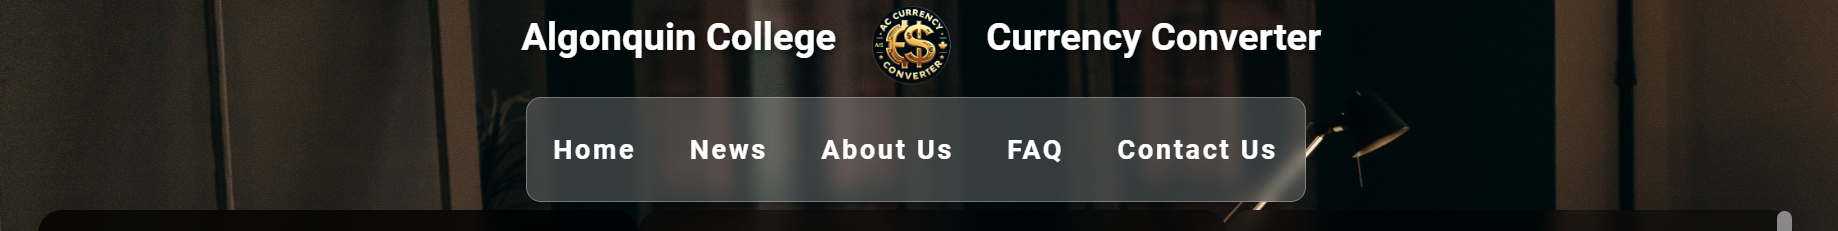 Algonquin College
AC CURRENCY
CONVERTER
Currency Converter
Home News About Us FAQ Contact Us